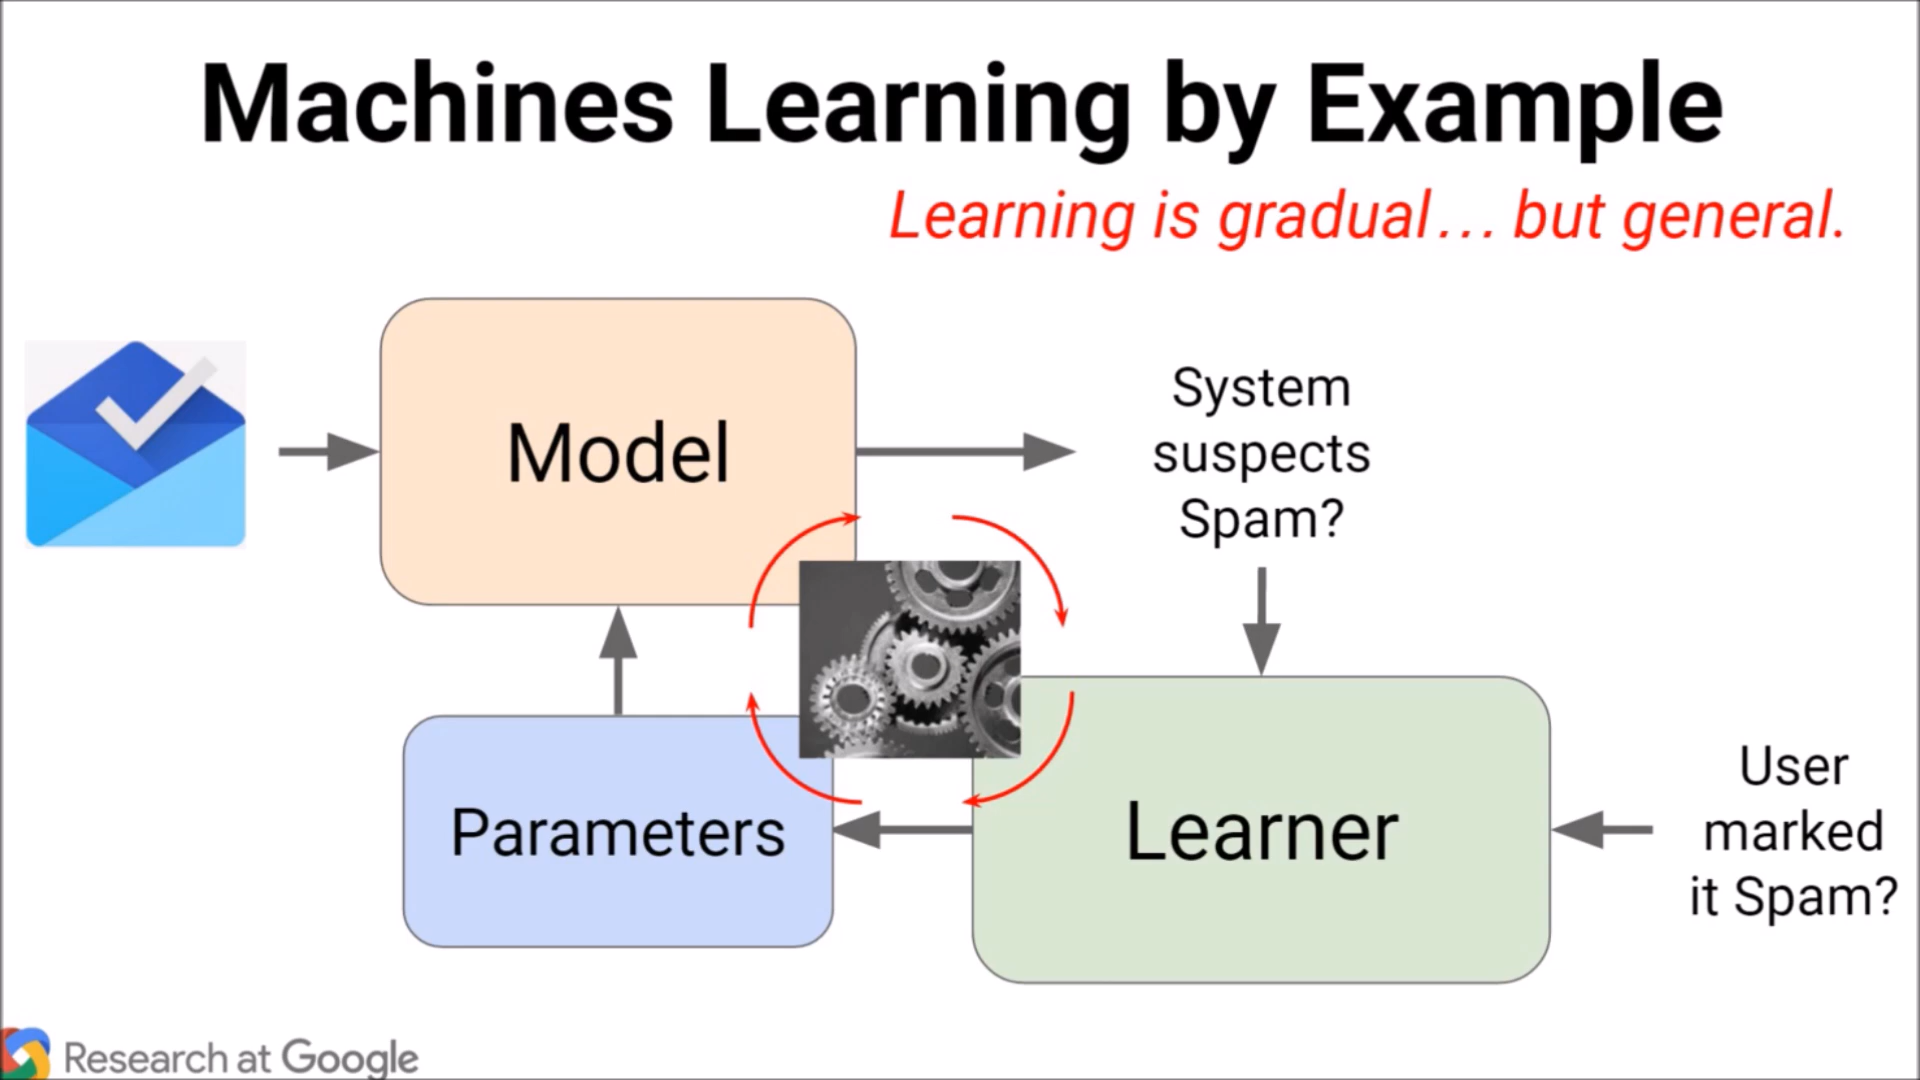 Machines Learning by Example
Learning is gradual… but general.
Model
System
suspects
Spam?
Parameters
Learner
User
marked
it Spam?
Research at Google